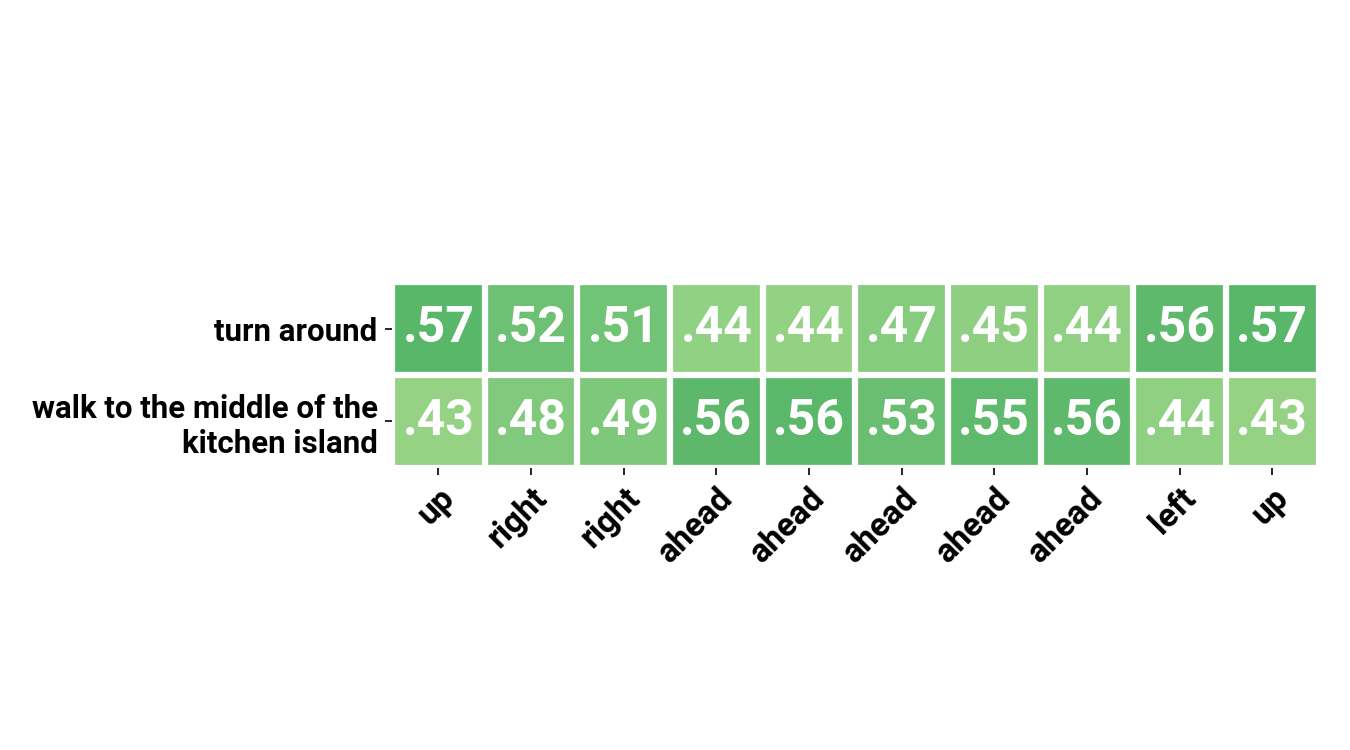 turn around .57 .52 .51 .44 .44 .47 .45 .44 .56 .57
walk to the middle of the
kitchen island .43 .48 .49 .56 .56 .53 .55 .56 .44 .43
up right right ahead ahead ahead ahead ahead left up